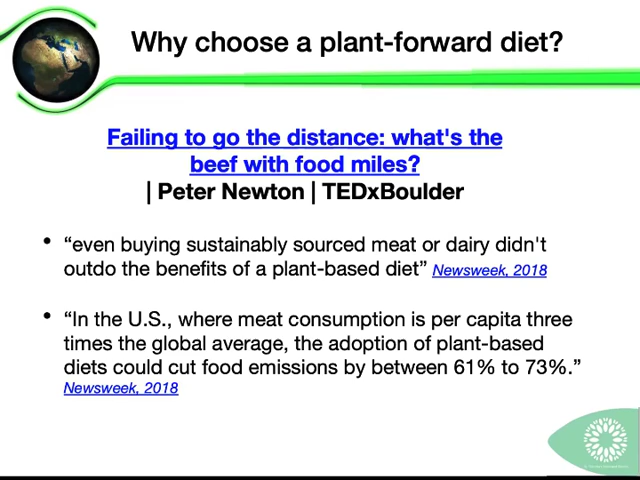 Why choose a plant-forward diet?
Failing to go the distance: what's the
beef with food miles?
| Peter Newton | TEDxBoulder
• “even buying sustainably sourced meat or dairy didn't
outdo the benefits of a plant-based diet” Newsweek, 2018
• “In the U.S., where meat consumption is per capita three
times the global average, the adoption of plant-based
diets could cut food emissions by between 61% to 73%.”
Newsweek, 2018